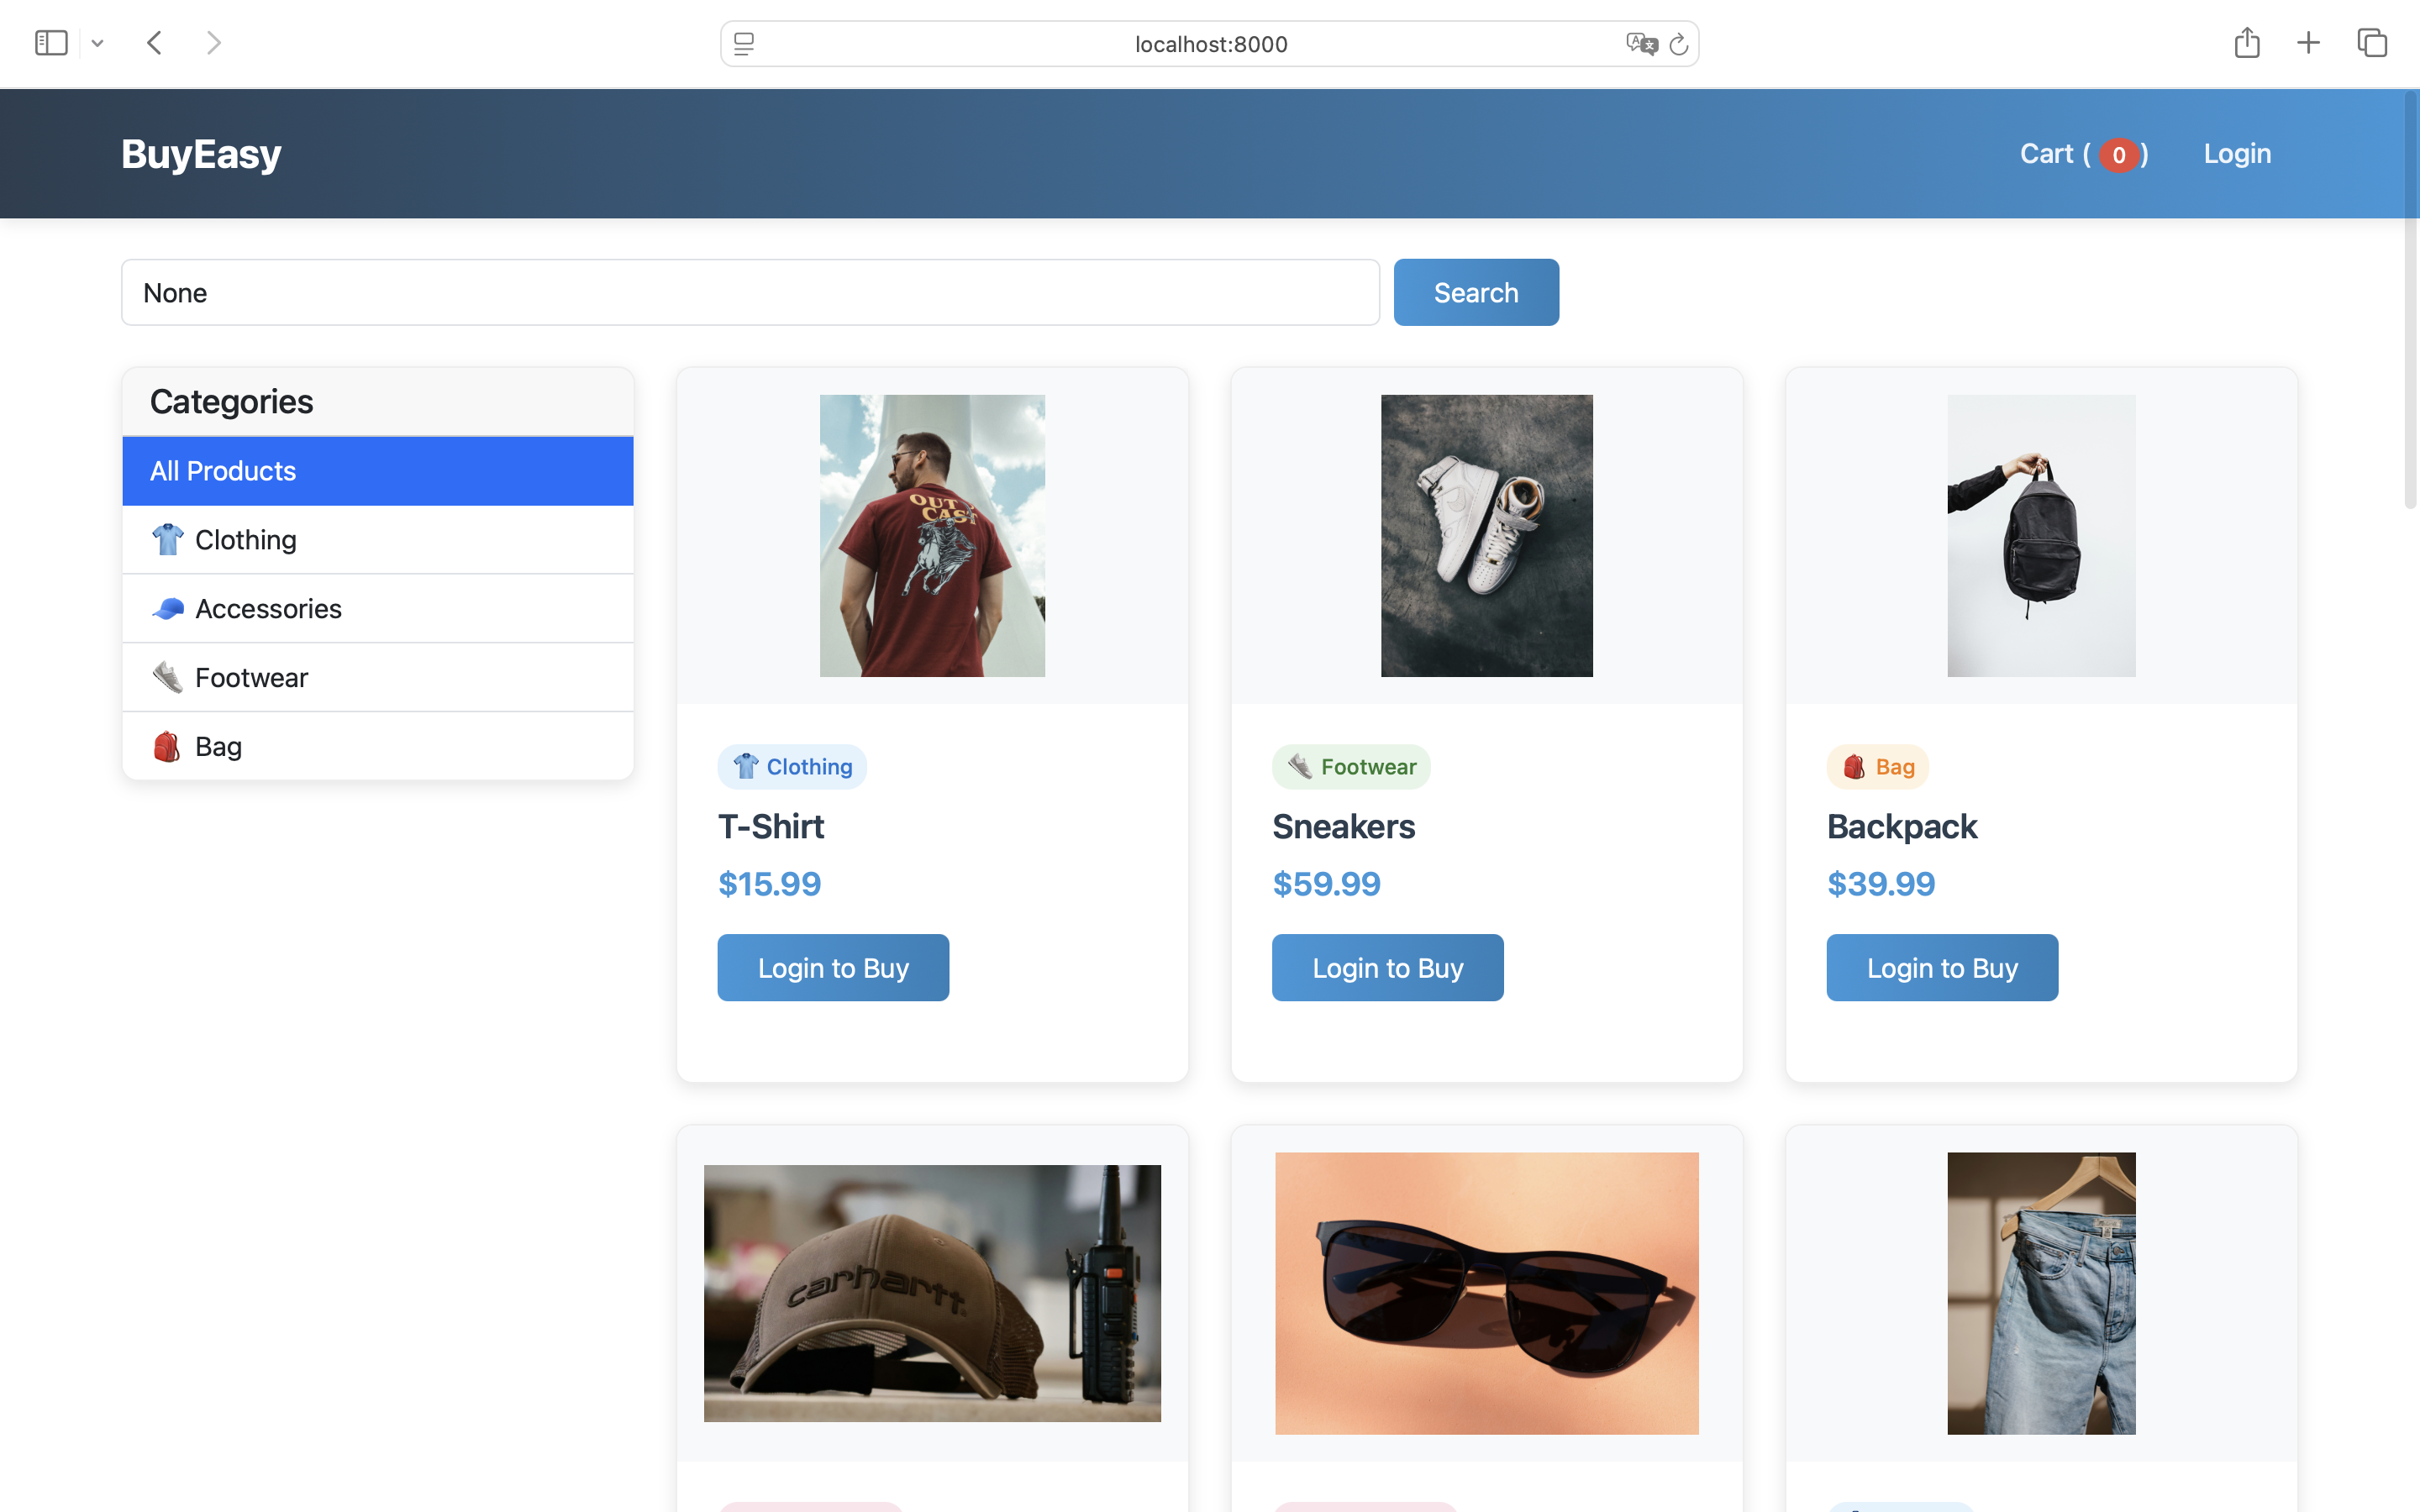 localhost:8000
BuyEasy
Cart ( 0 )
Login
None
Search
Categories
All Products
Clothing
Accessories
Footwear
Bag
OUT
CAST
Clothing
T-Shirt
$15.99
Login to Buy
Footwear
Sneakers
$59.99
Login to Buy
Bag
Backpack
$39.99
Login to Buy
carhartt